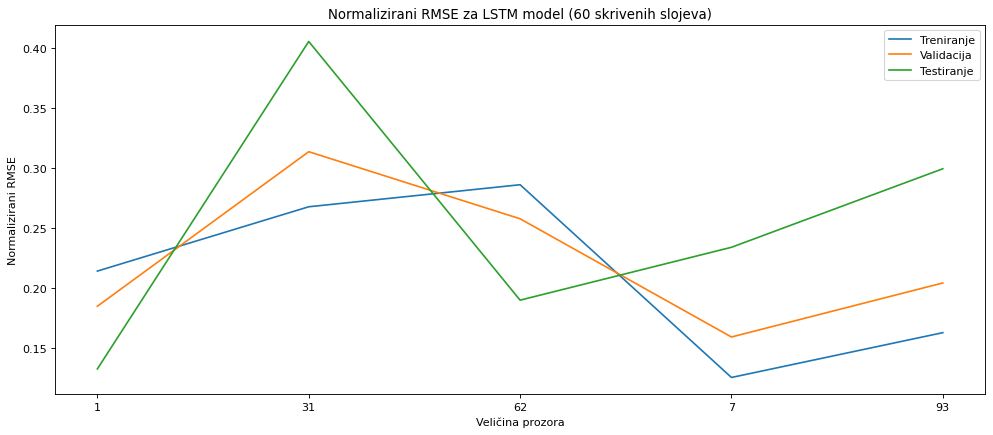 Normalizirani RMSE za LSTM model (60 skrivenih slojeva)
Treniranje
Validacija
Testiranje
Normalizirani RMSE
0.40
0.35
0.30
0.25
0.20
0.15
1 31 62 7 93
Veličina prozora